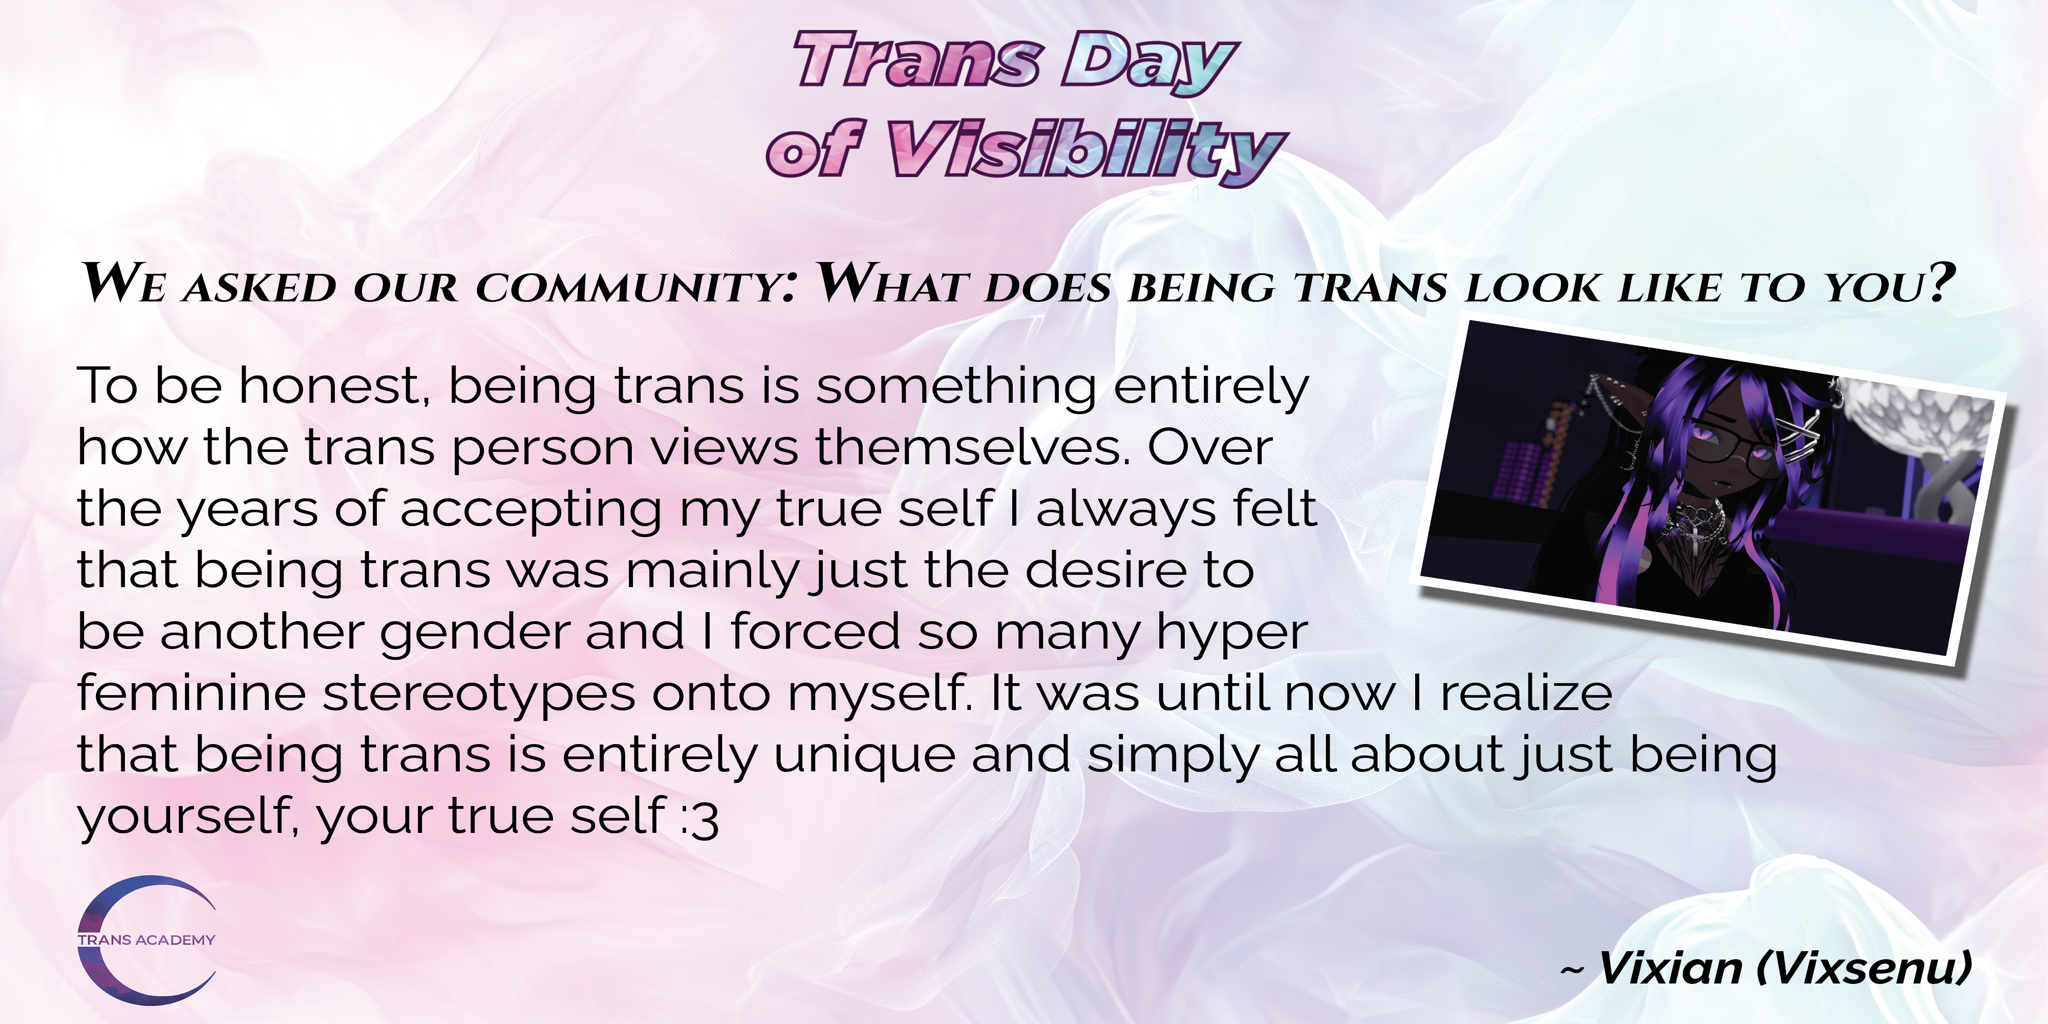 Trans Day
of Visibility
We asked our community: What does being trans look like to you?
To be honest, being trans is something entirely
how the trans person views themselves. Over
the years of accepting my true self I always felt
that being trans was mainly just the desire to
be another gender and I forced so many hyper
feminine stereotypes onto myself. It was until now I realize
that being trans is entirely unique and simply all about just being
yourself, your true self :3
TRANS ACADEMY
~ Vixian (Vixsenu)